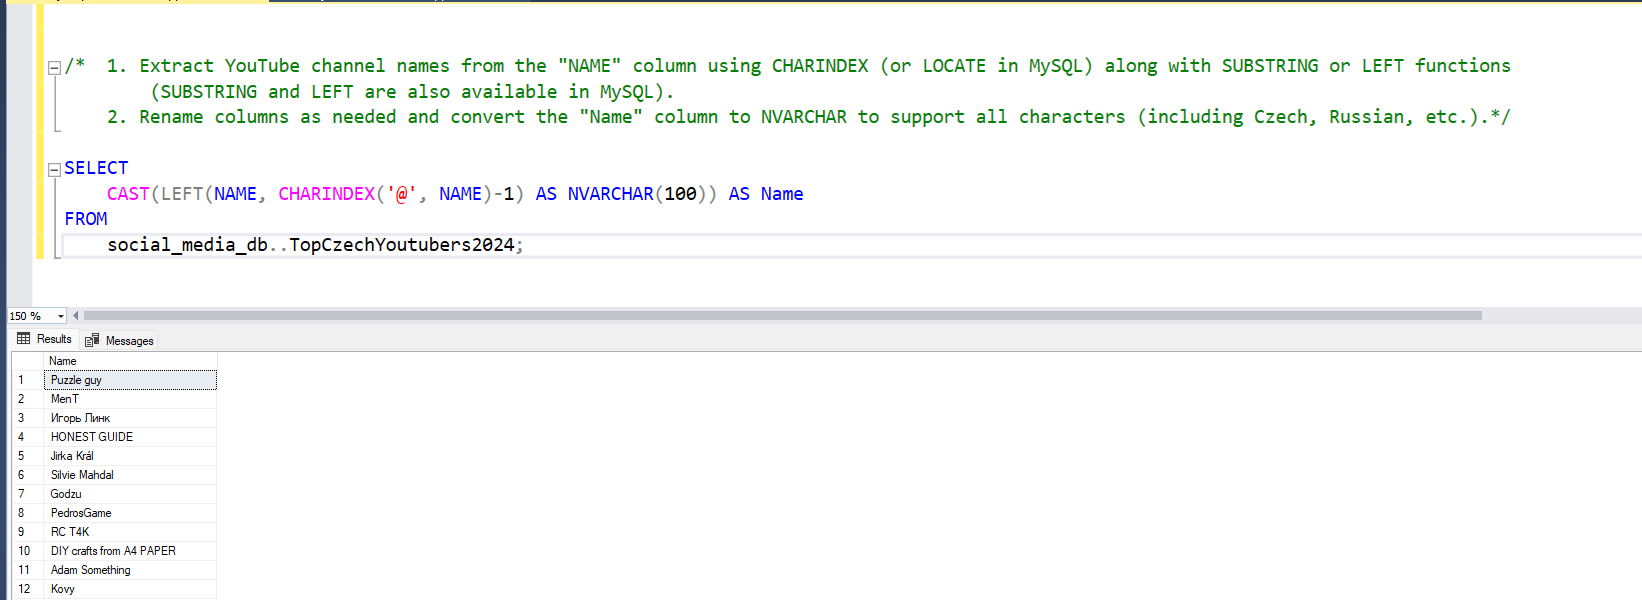 /*  1. Extract YouTube channel names from the "NAME" column using CHARINDEX (or LOCATE in MySQL) along with SUBSTRING or LEFT functions
(SUBSTRING and LEFT are also available in MySQL).
2. Rename columns as needed and convert the "Name" column to NVARCHAR to support all characters (including Czech, Russian, etc.).*/
SELECT
CAST(LEFT(NAME, CHARINDEX('@', NAME)-1) AS NVARCHAR(100)) AS Name
FROM
social_media_db..TopCzechYoutubers2024;
150 %
Results Messages
Name
1 Puzzle guy
2 MenT
3 Игорь Линк
4 HONEST GUIDE
5 Jirka Král
6 Silvie Mahdal
7 Godzu
8 PedrosGame
9 RC T4K
10 DIY crafts from A4 PAPER
11 Adam Something
12 Kovy